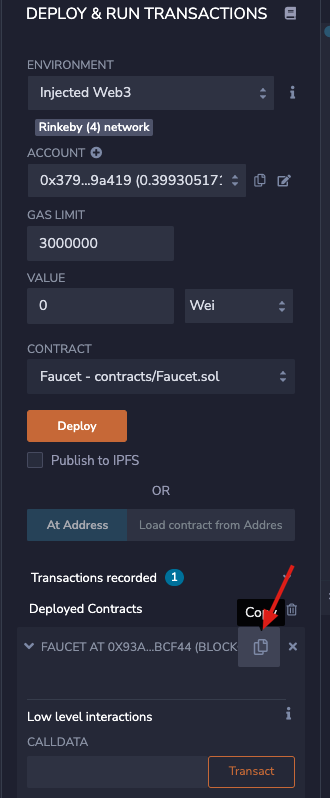 DEPLOY & RUN TRANSACTIONS
ENVIRONMENT
Injected Web3
Rinkeby (4) network
ACCOUNT
0x379...9a419 (0.399305171
GAS LIMIT
3000000
VALUE
0 Wei
CONTRACT
Faucet - contracts/Faucet.sol
Deploy
Publish to IPFS
OR
At Address Load contract from Addres
Transactions recorded 1
Deployed Contracts
Copy
FAUCET AT 0X93A...BCF44 (BLOCK
Low level interactions
CALLDATA
Transact